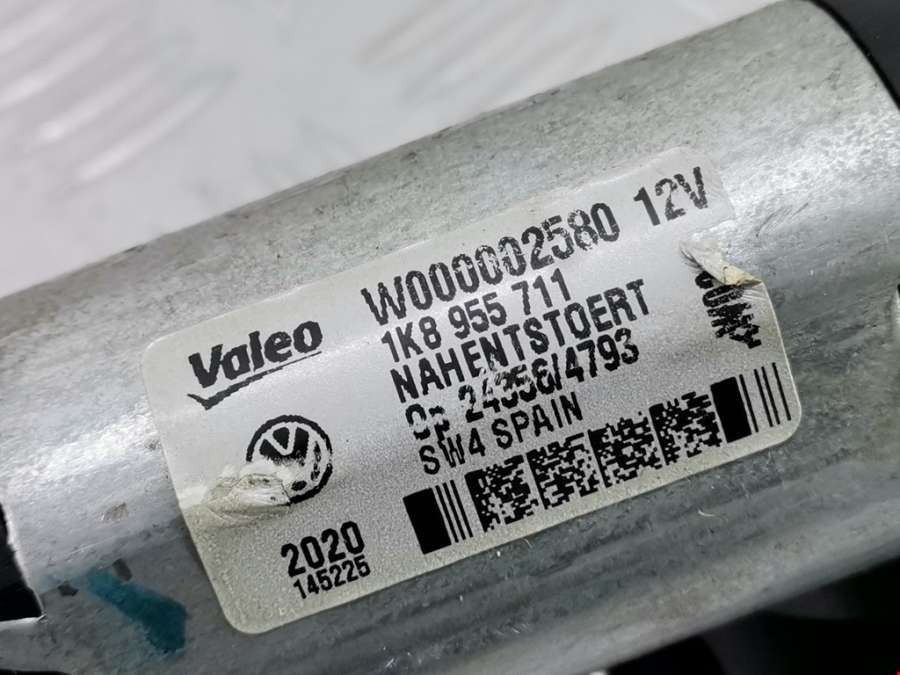 Valeo
W000002580 12V
1K8 955 711
NAHENTSTOERT
SW4 SPAIN
2020
145225